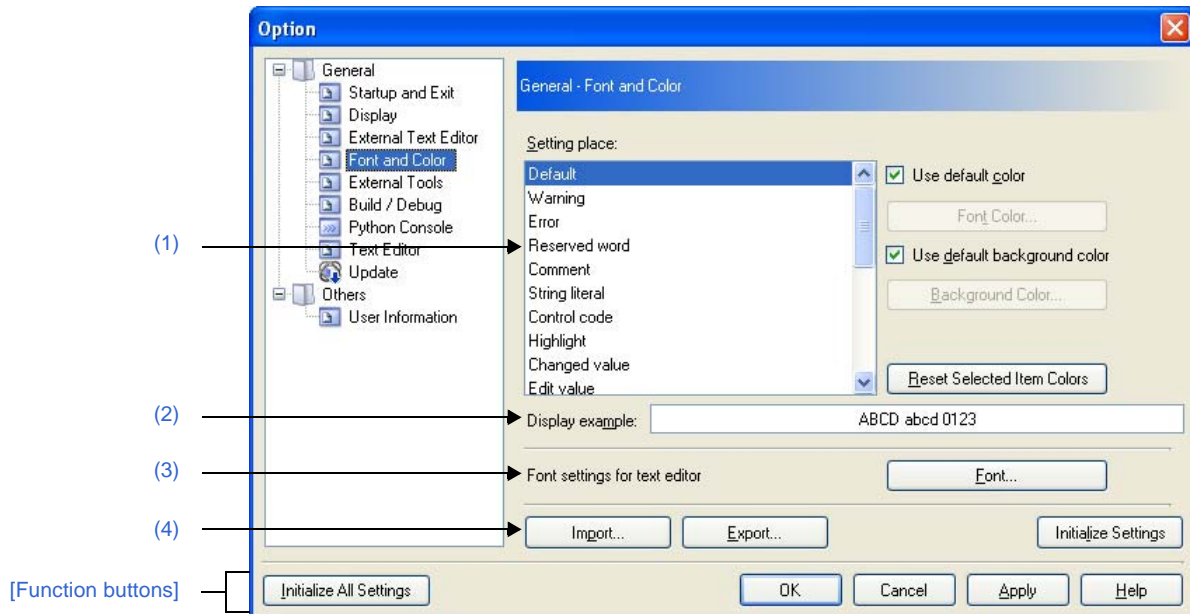 Option
General
Startup and Exit
Display
External Text Editor
Font and Color
External Tools
Build / Debug
Python Console
Text Editor
Update
Others
User Information
General - Font and Color
Setting place:
Default
Warning
Error
Reserved word
Comment
String literal
Control code
Highlight
Changed value
Edit value
Use default color
Font Color...
Use default background color
Background Color...
Reset Selected Item Colors
Display example:
ABCD abcd 0123
Font settings for text editor
Font...
Import...
Export...
Initialize Settings
Initialize All Settings
OK
Cancel
Apply
Help
(1)
(2)
(3)
(4)
[Function buttons]